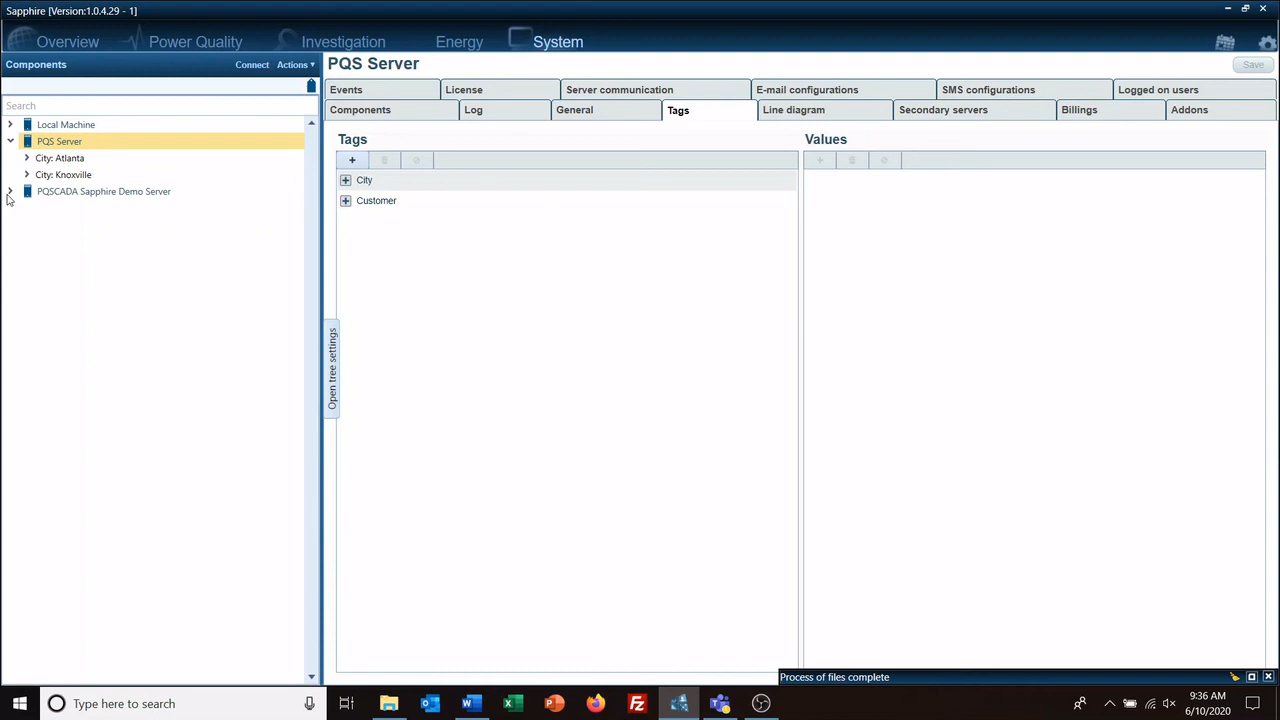 Sapphire [Version:1.0.4.29 - 1]
Overview Power Quality Investigation Energy System
Components Connect Actions
PQS Server Save
Events License Server communication E-mail configurations SMS configurations Logged on users
Components Log General Tags Line diagram Secondary servers Billings Addons
Search
Local Machine
PQS Server
City: Atlanta
City: Knoxville
PQSCADA Sapphire Demo Server
Tags Values
City
Customer
Open tree settings
Process of files complete
Type here to search
9:36 AM
6/10/2020